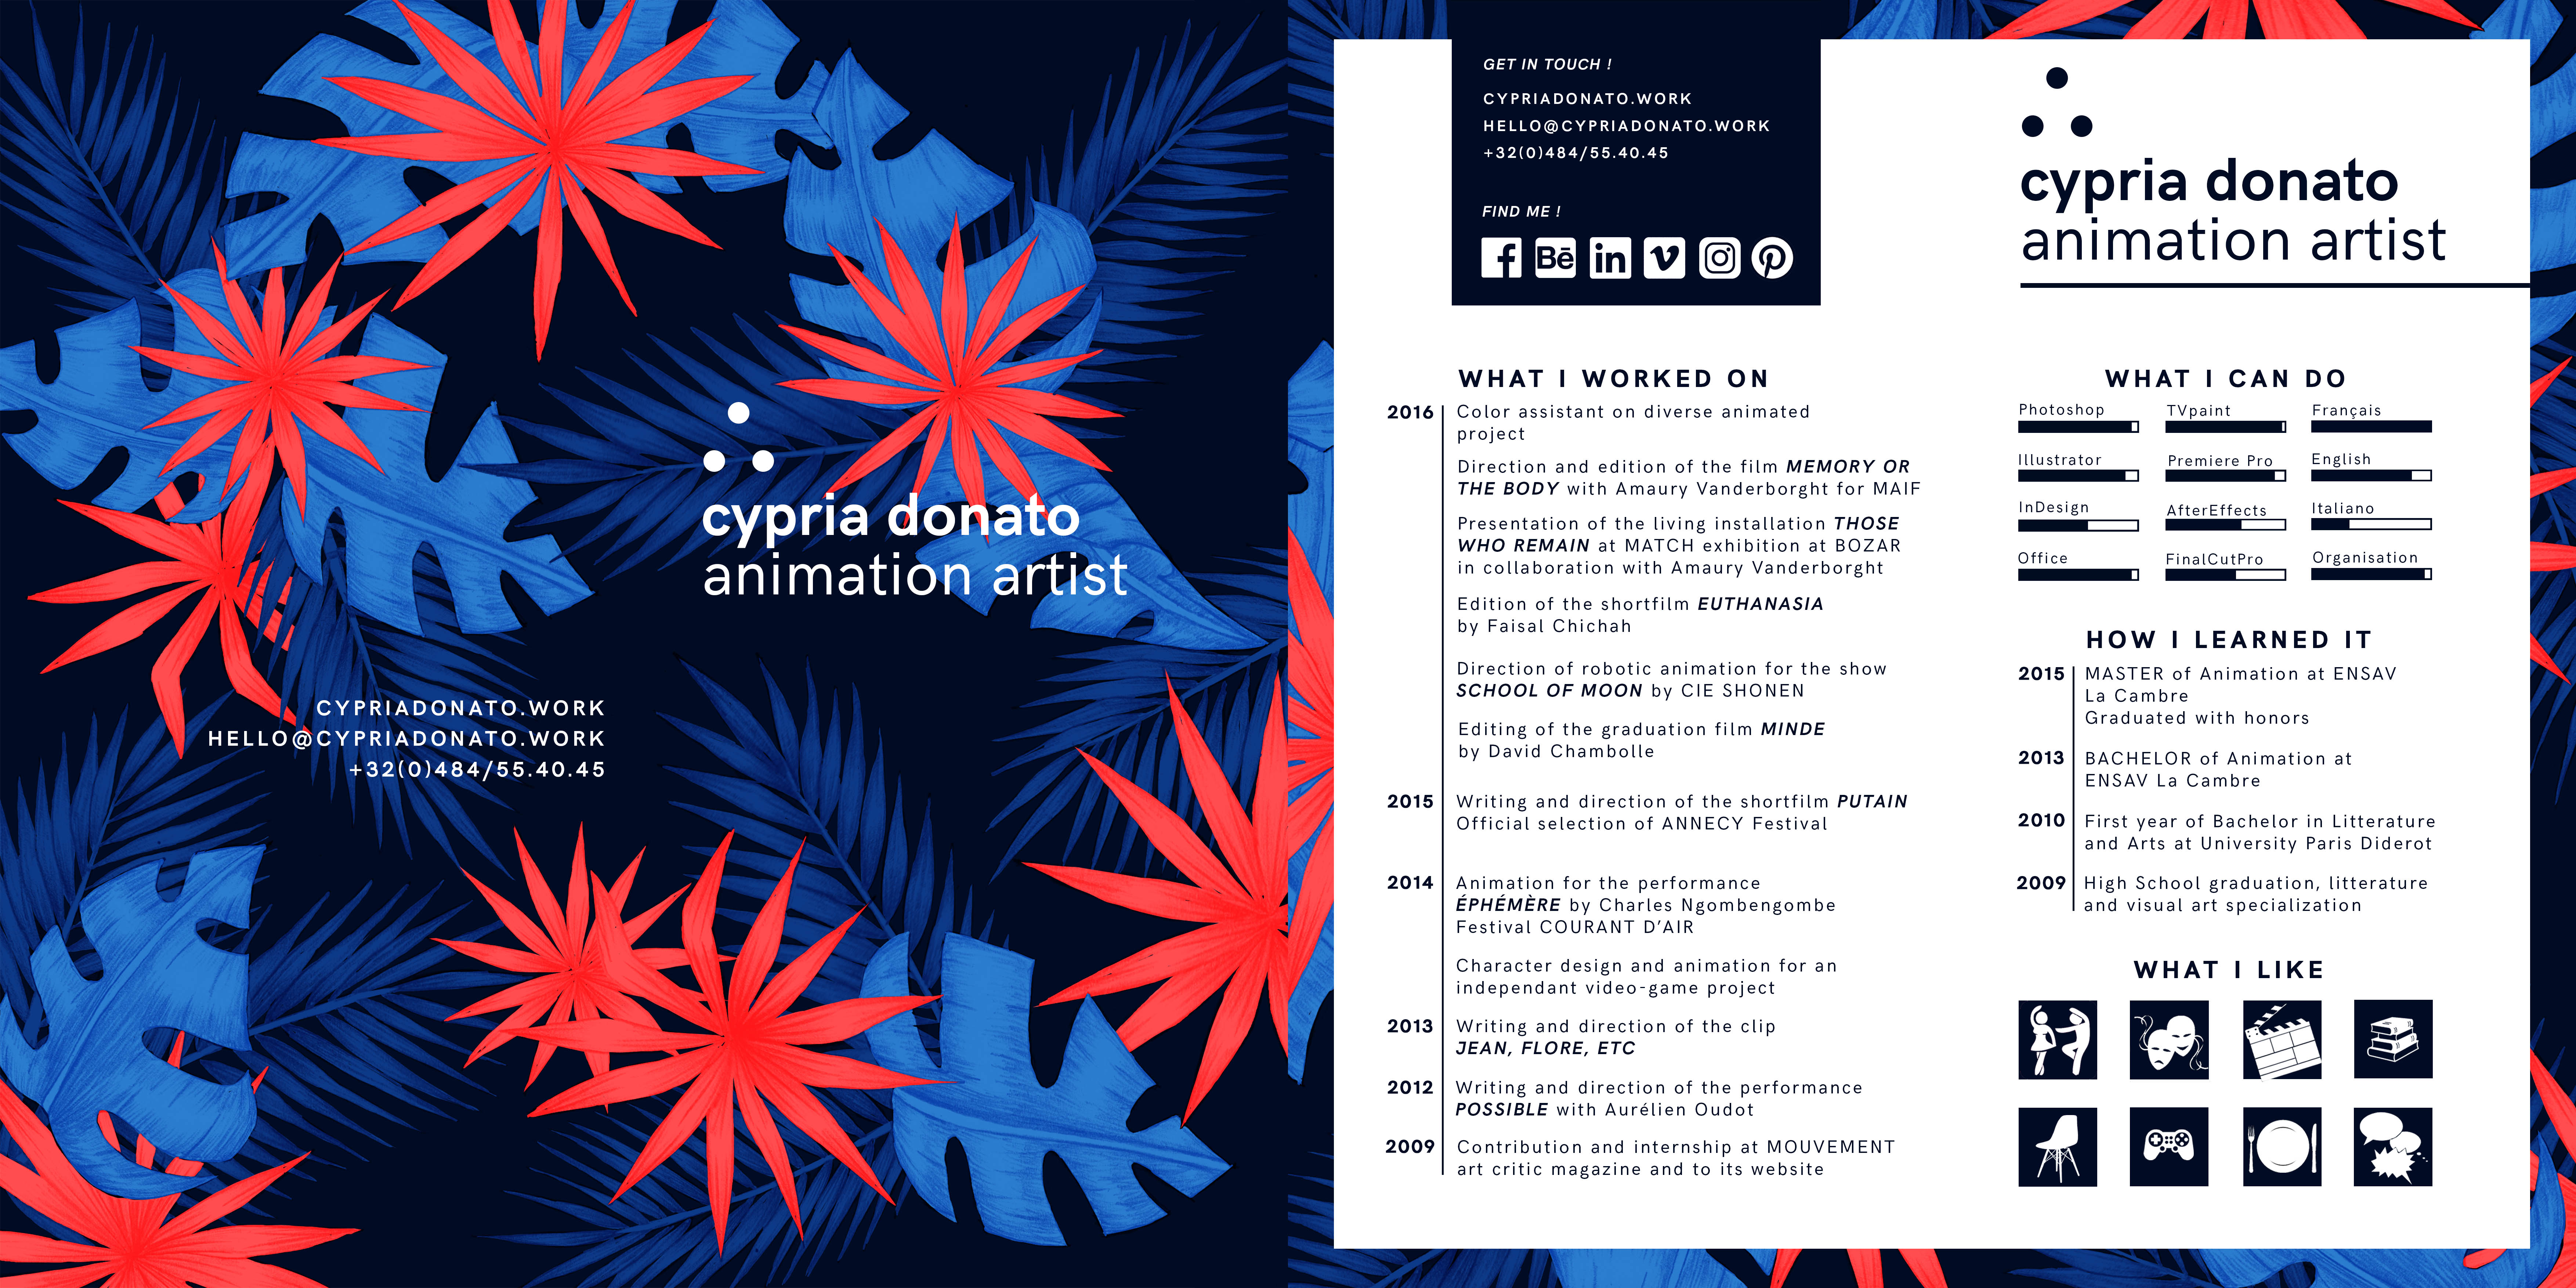 cypria donato
animation artist
CYPRIADONATO.WORK
HELLO@CYPRIADONATO.WORK
+32(0)484/55.40.45
GET IN TOUCH !
CYPRIADONATO.WORK
HELLO@CYPRIADONATO.WORK
+32(0)484/55.40.45
FIND ME !
f Bē in v
cypria donato
animation artist
WHAT I WORKED ON
2016 Color assistant on diverse animated
project
Direction and edition of the film MEMORY OR
THE BODY with Amaury Vanderborght for MAIF
Presentation of the living installation THOSE
WHO REMAIN at MATCH exhibition at BOZAR
in collaboration with Amaury Vanderborght
Edition of the shortfilm EUTHANASIA
by Faisal Chichah
Direction of robotic animation for the show
SCHOOL OF MOON by CIE SHONEN
Editing of the graduation film MINDE
by David Chambolle
2015 Writing and direction of the shortfilm PUTAIN
Official selection of ANNECY Festival
2014 Animation for the performance
ÉPHÉMÈRE by Charles Ngombengombe
Festival COURANT D’AIR
Character design and animation for an
independant video-game project
2013 Writing and direction of the clip
JEAN, FLORE, ETC
2012 Writing and direction of the performance
POSSIBLE with Aurélien Oudot
2009 Contribution and internship at MOUVEMENT
art critic magazine and to its website
WHAT I CAN DO
Photoshop TVpaint Français
Illustrator Premiere Pro English
InDesign AfterEffects Italiano
Office FinalCutPro Organisation
HOW I LEARNED IT
2015 MASTER of Animation at ENSAV
La Cambre
Graduated with honors
2013 BACHELOR of Animation at
ENSAV La Cambre
2010 First year of Bachelor in Litterature
and Arts at University Paris Diderot
2009 High School graduation, litterature
and visual art specialization
WHAT I LIKE